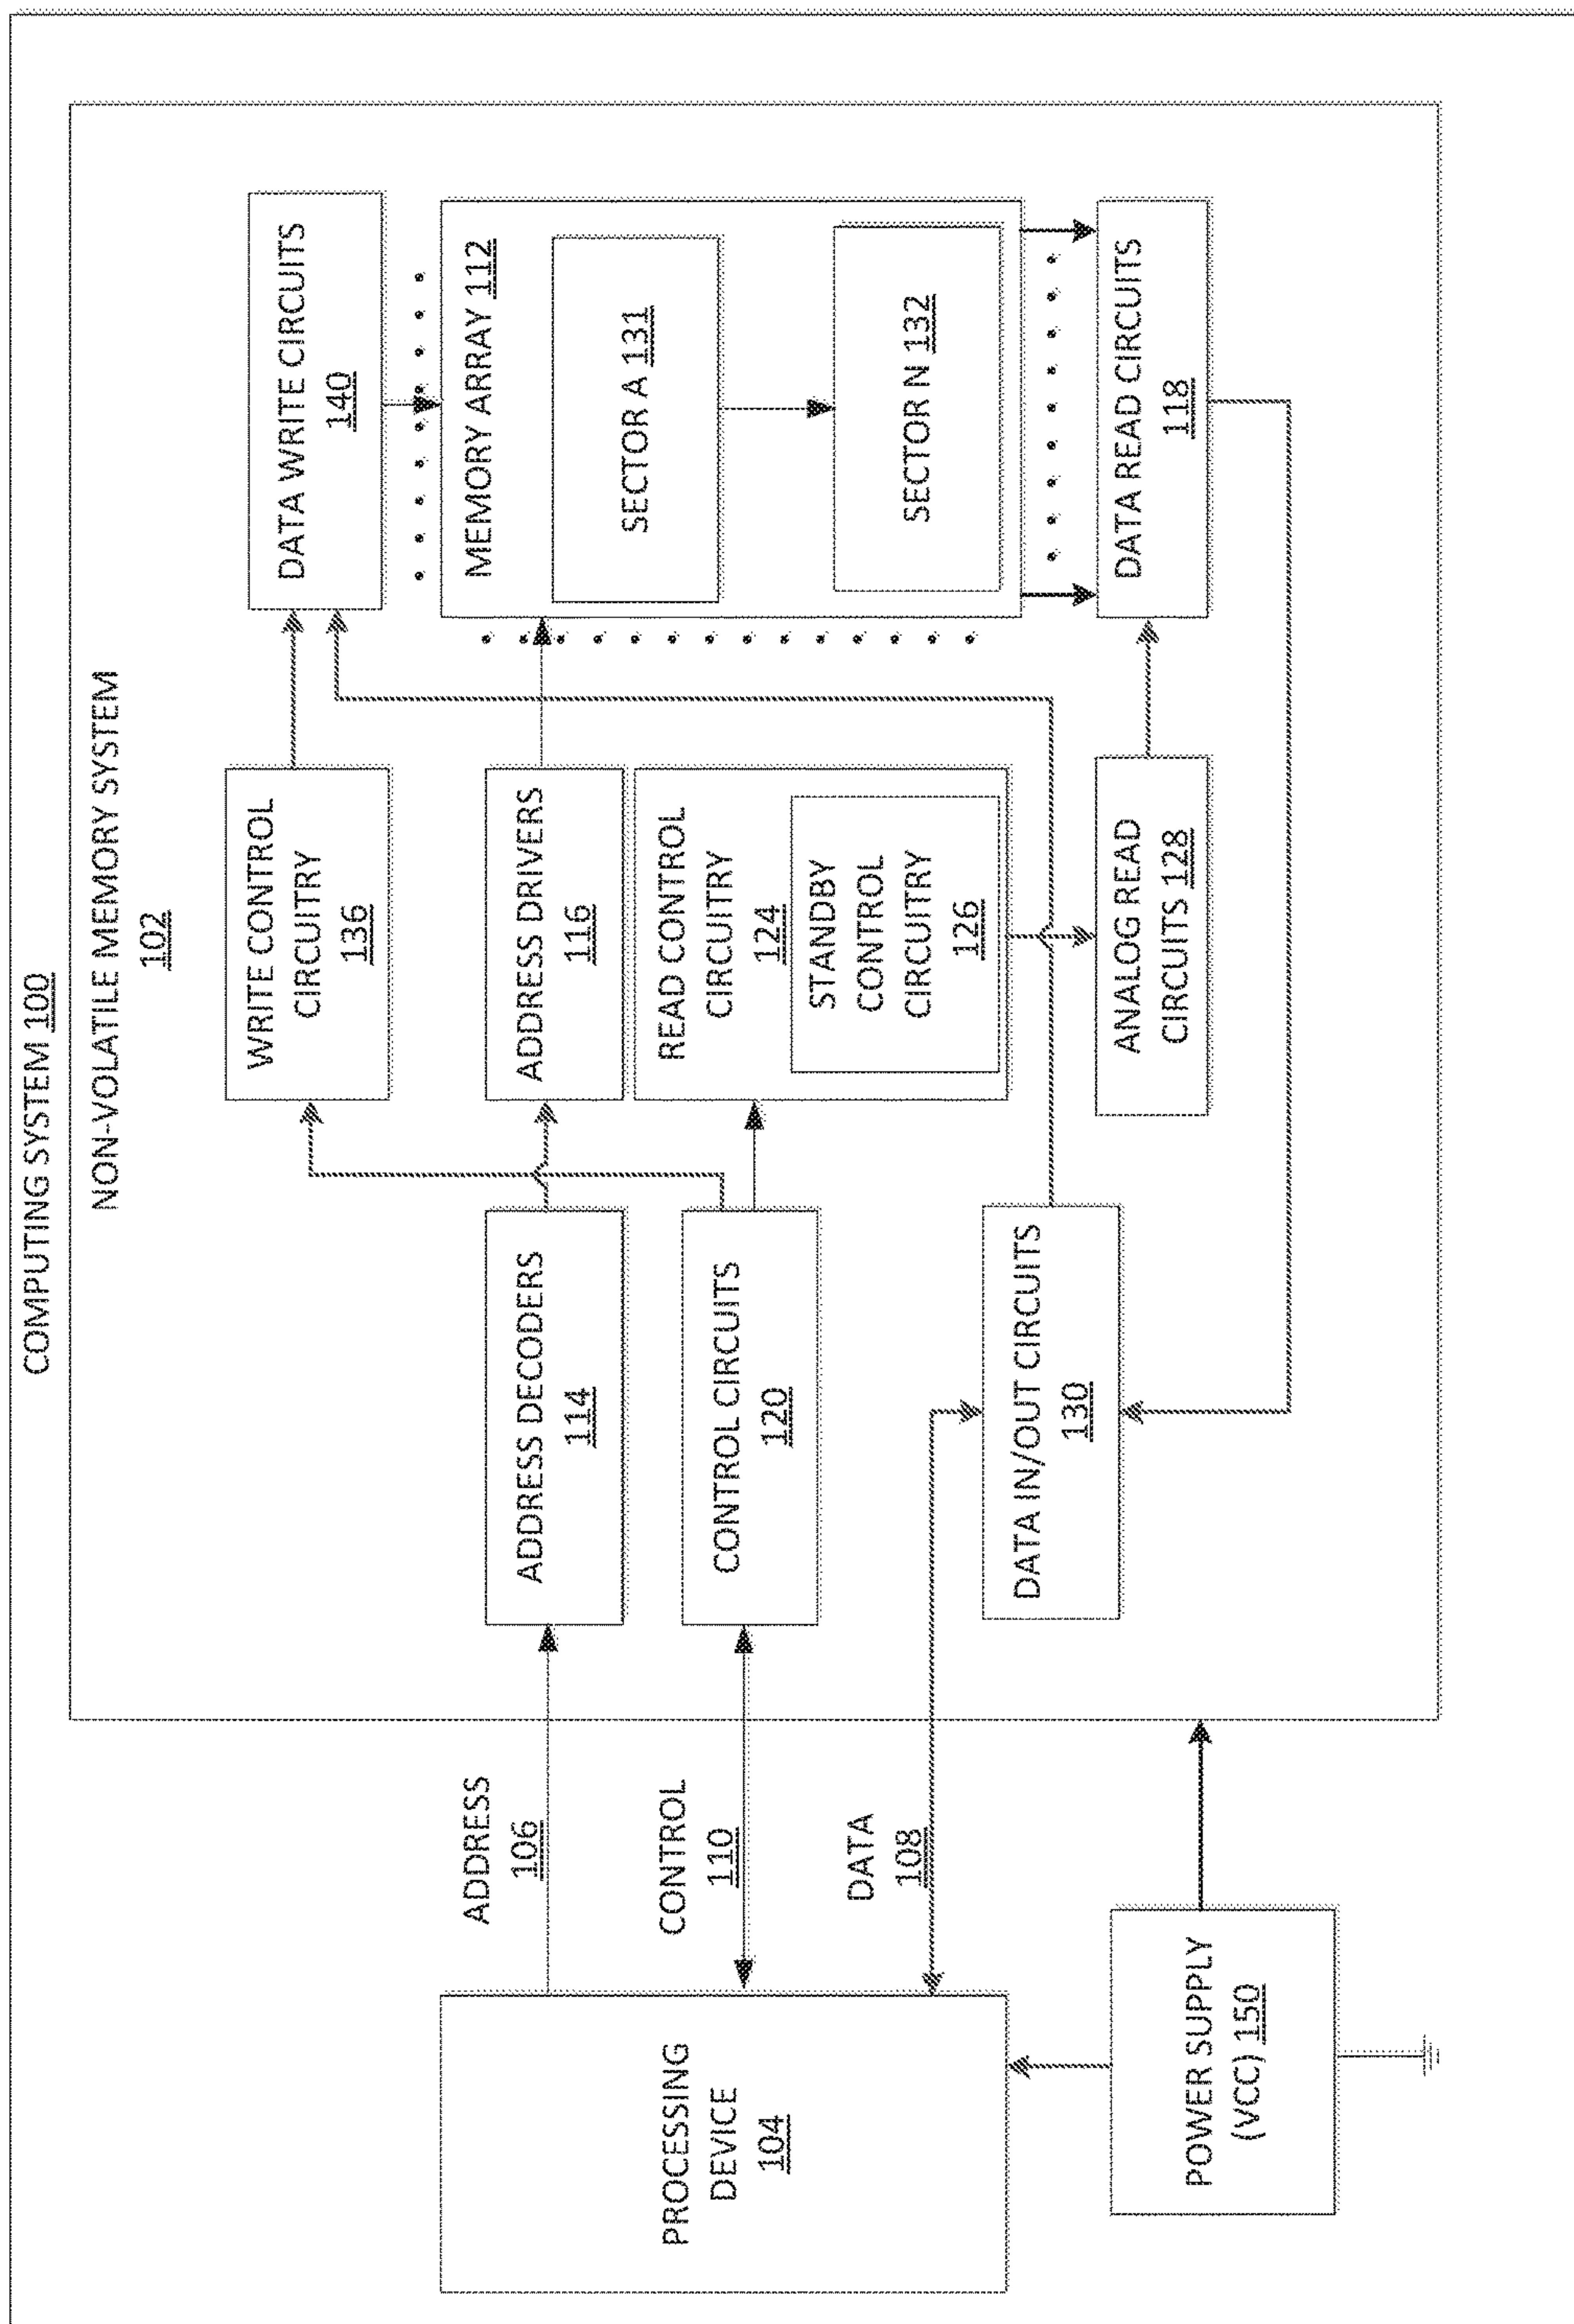 COMPUTING SYSTEM 100
NON-VOLATILE MEMORY SYSTEM
102
WRITE CONTROL
CIRCUITRY
136
DATA WRITE CIRCUITS
140
PROCESSING
DEVICE
104
ADDRESS
106
ADDRESS DECODERS
114
ADDRESS DRIVERS
116
MEMORY ARRAY 112
SECTOR A 131
SECTOR N 132
CONTROL
110
CONTROL CIRCUITS
120
READ CONTROL
CIRCUITRY 124
STANDBY
CONTROL
CIRCUITRY
126
DATA
108
DATA IN/OUT CIRCUITS
130
ANALOG READ
CIRCUITS 128
DATA READ CIRCUITS
118
POWER SUPPLY
(VCC) 150